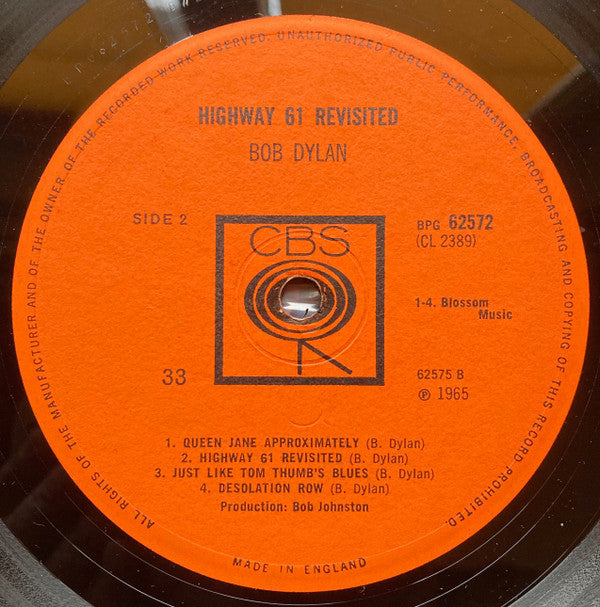 HIGHWAY 61 REVISITED
BOB DYLAN
SIDE 2
BPG 62572
(CL 2389)
CBS
1-4. Blossom
Music
33
62575 B
℗ 1965
1. QUEEN JANE APPROXIMATELY (B. Dylan)
2. HIGHWAY 61 REVISITED (B. Dylan)
3. JUST LIKE TOM THUMB'S BLUES (B. Dylan)
4. DESOLATION ROW (B. Dylan)
Production: Bob Johnston
ALL RIGHTS OF THE MANUFACTURER AND OF THE OWNER OF THE RECORDED WORK RESERVED. UNAUTHORIZED PUBLIC PERFORMANCE, BROADCASTING AND COPYING OF THIS RECORD PROHIBITED.
MADE IN ENGLAND